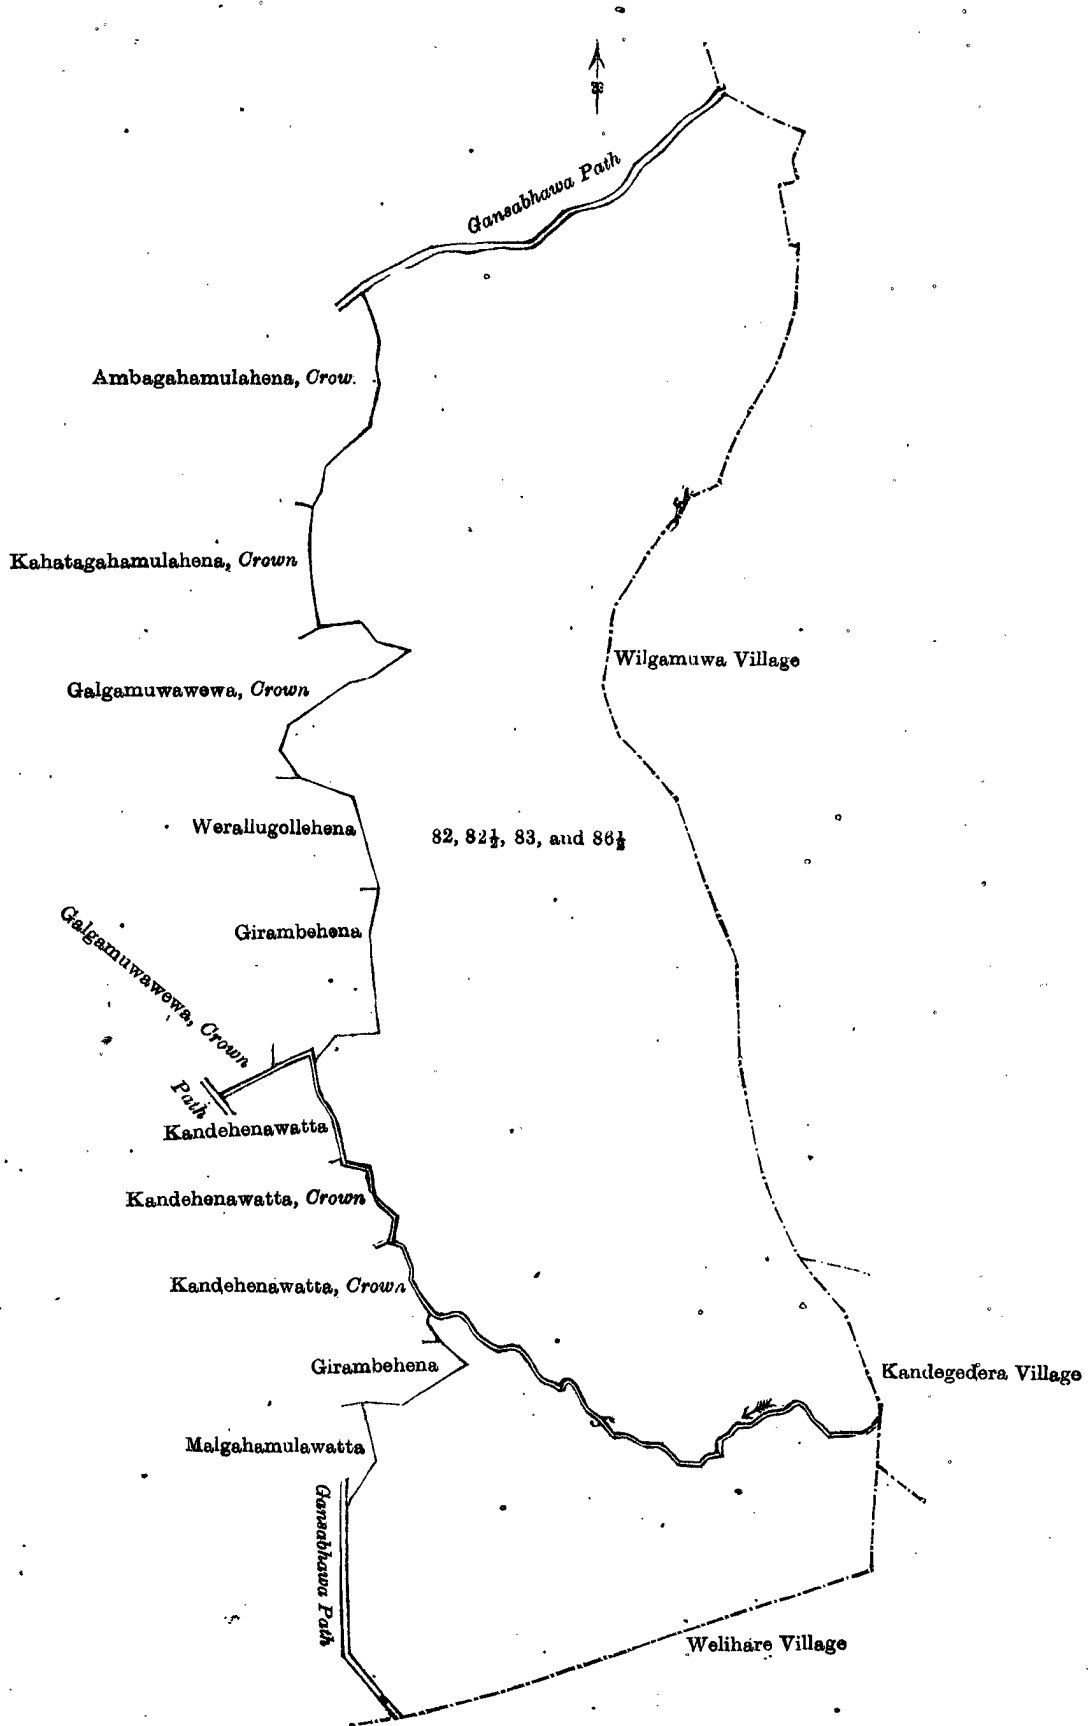 Gansabhawa Path
Ambagahamulahena, Crow.
Kahatagahamulahena, Crown
Wilgamuwa Village
Galgamuwawewa, Crown
Werallugollehena
82, 82½, 83, and 86½
Galgamuwawewa, Crown
Girambehena
Path
Kandehenawatta
Kandehenawatta, Crown
Kandehenawatta, Crown
Girambehena
Kandegedera Village
Malgahamulawatta
Gansabhawa Path
Welihare Village